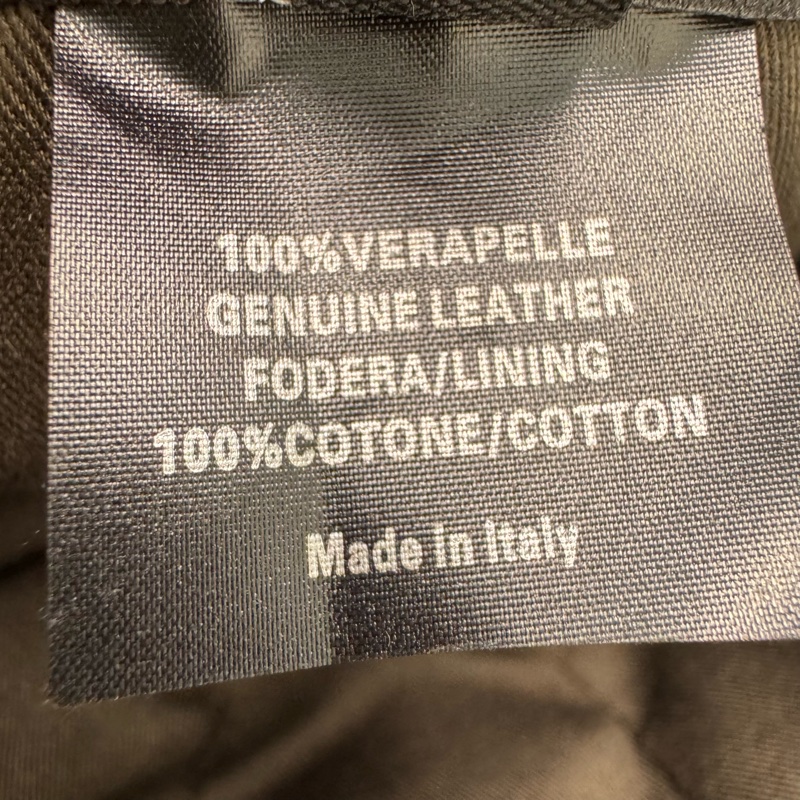 100%VERAPELLE
GENUINE LEATHER
FODERA/LINING
100%COTONE/COTTON
Made in Italy